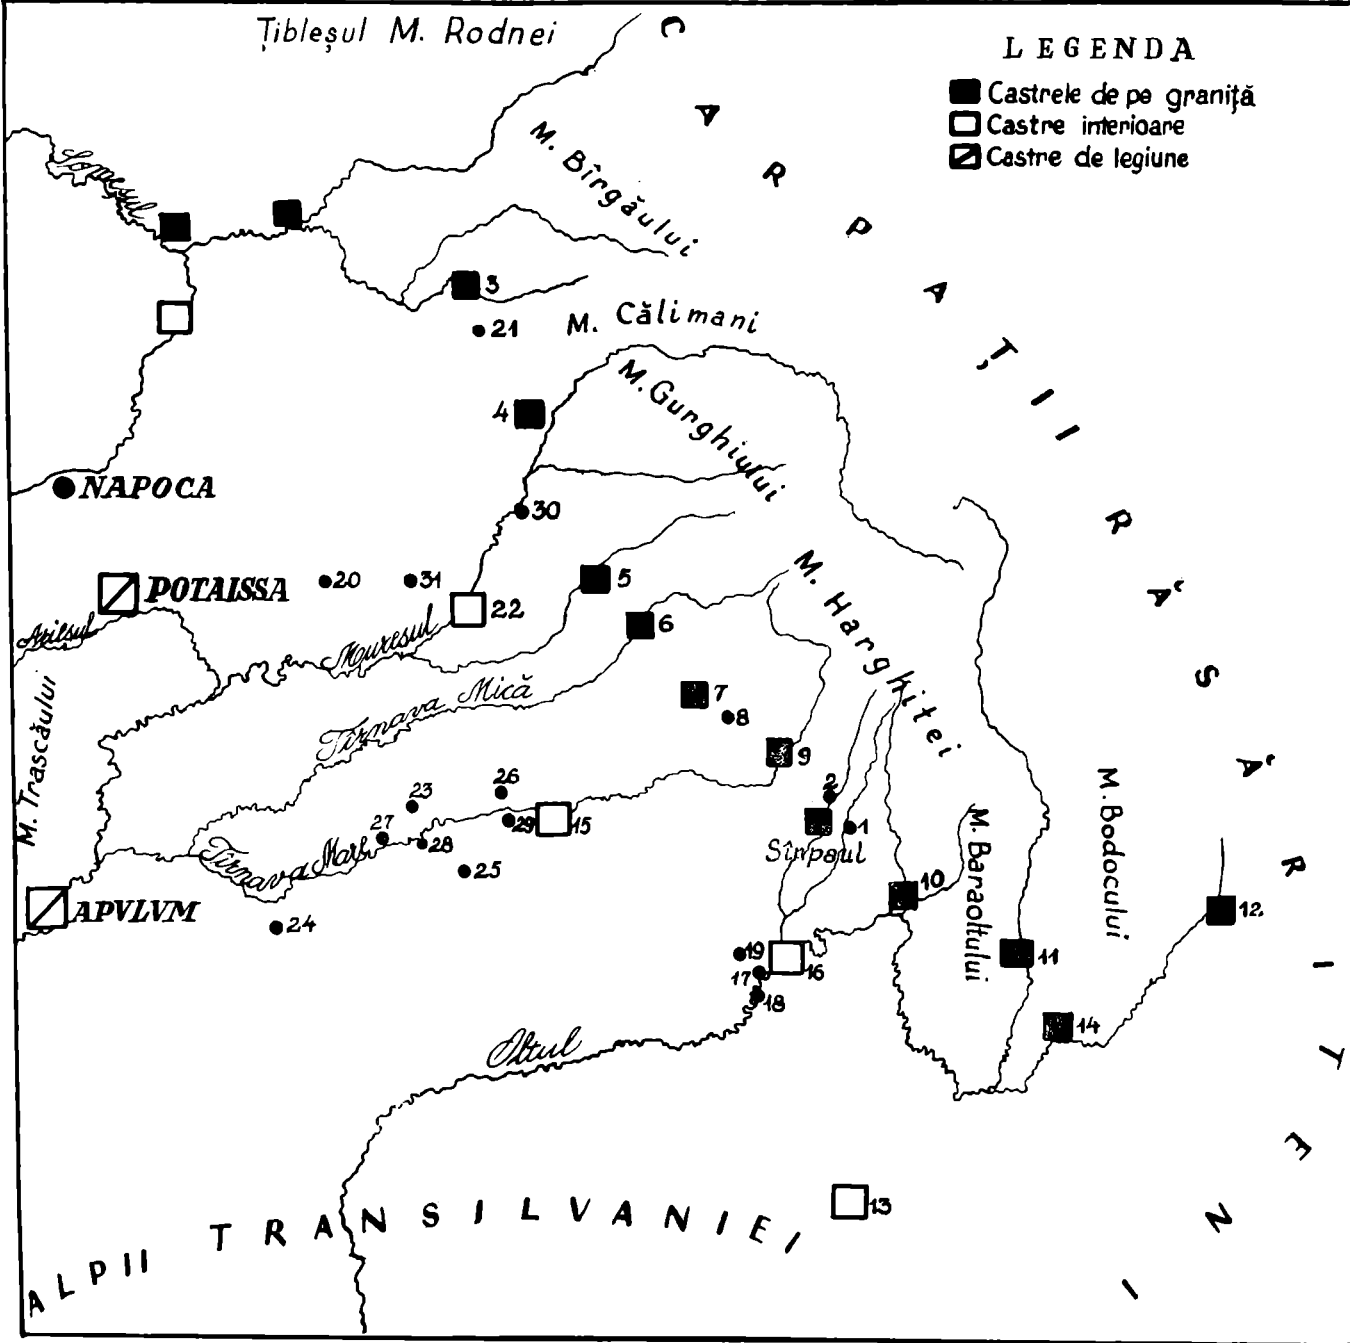 Țibleșul M. Rodnei
LEGENDA
Castrele de pe graniță
Castre interioare
Castre de legiune
CARPAȚII RĂSĂRITENI
M. Bîrgăului
Someșul
3
21
M. Călimani
M. Gurghiului
4
NAPOCA
30
POTAISSA
20
31
22
5
6
M. Harghitei
Arieșul
Mureșul
M. Trascăului
Tîrnava Mică
7
8
9
2
1
Sînpaul
23
26
27
28
29
15
25
Tîrnava Mare
M. Baraoltului
M. Bodocului
10
12
APVLVM
24
11
19
16
17
18
14
Oltul
13
ALPII TRANSILVANIEI